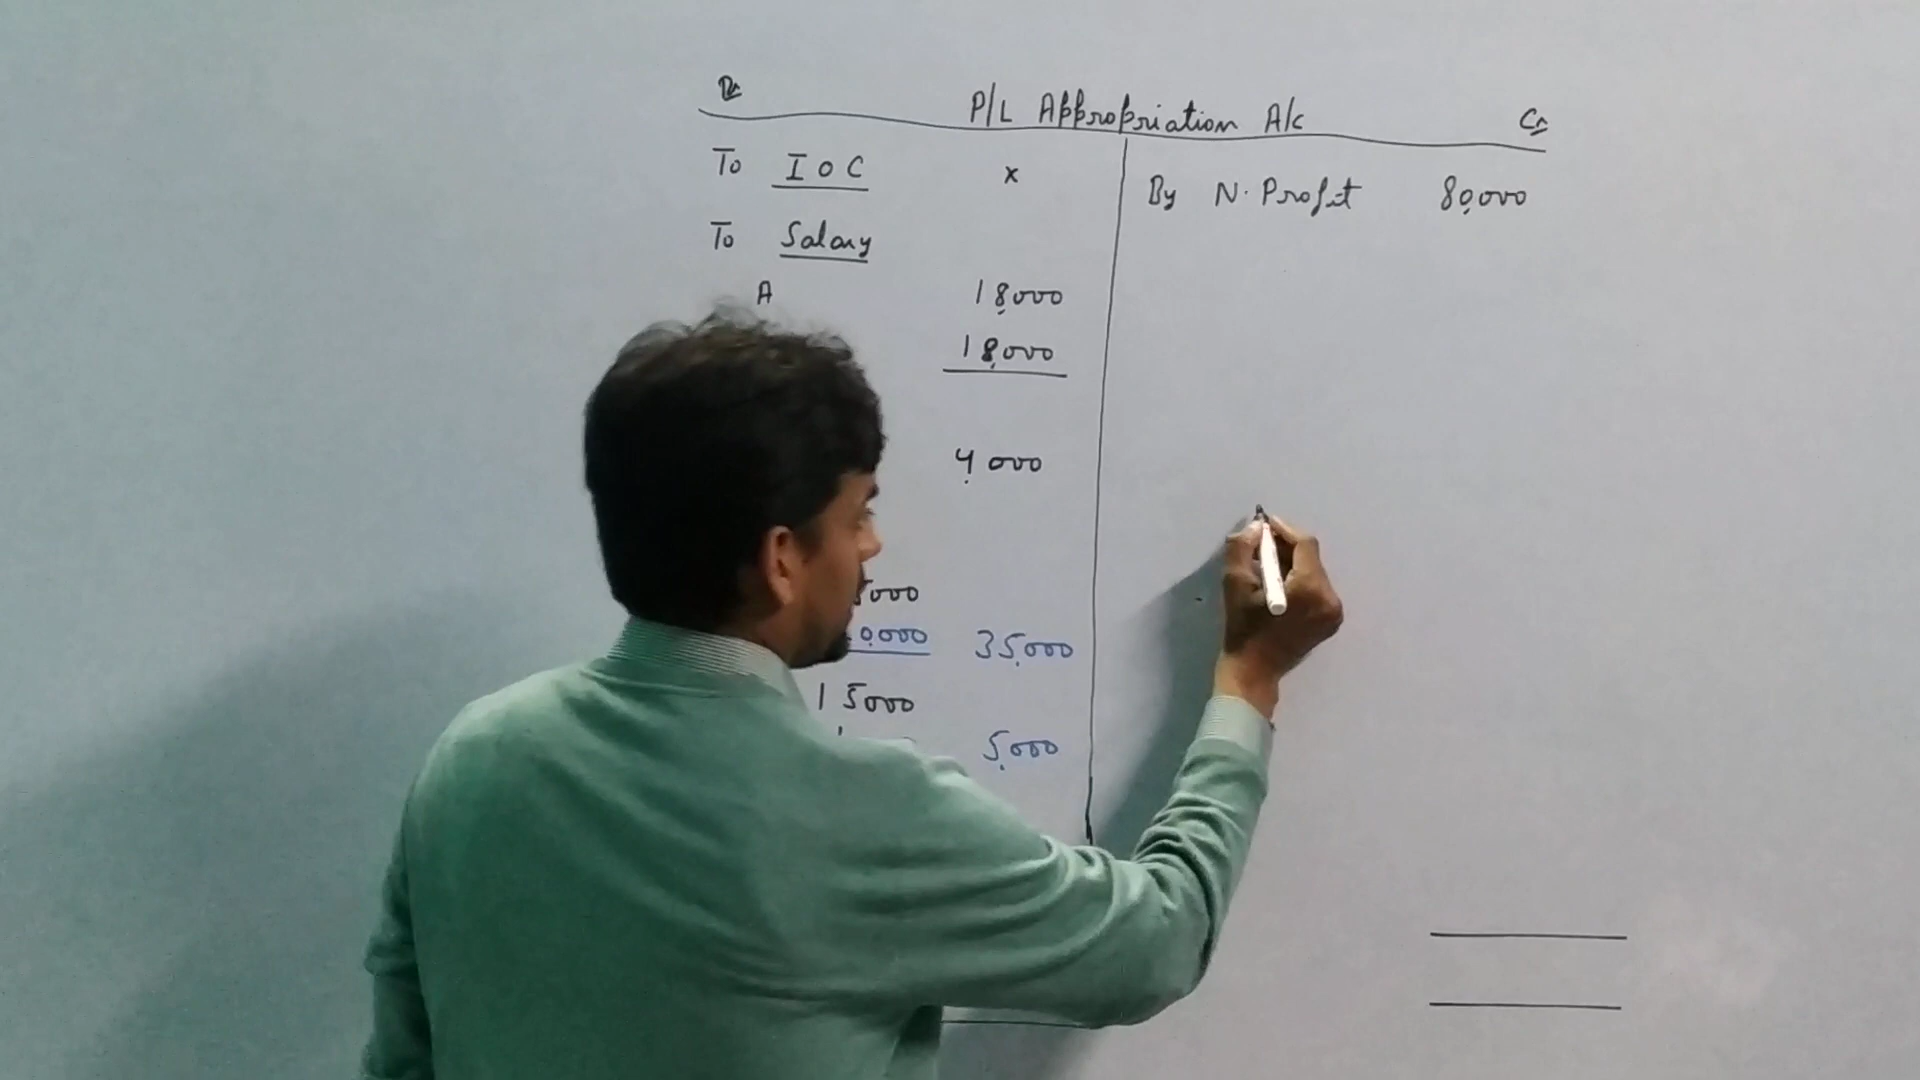 Dr P/L Appropriation A/c Cr
To IOC x
By N. Profit 80,000
To Salary
A 18,000
18,000
4,000
5000
0,000 35,000
15000
5,000